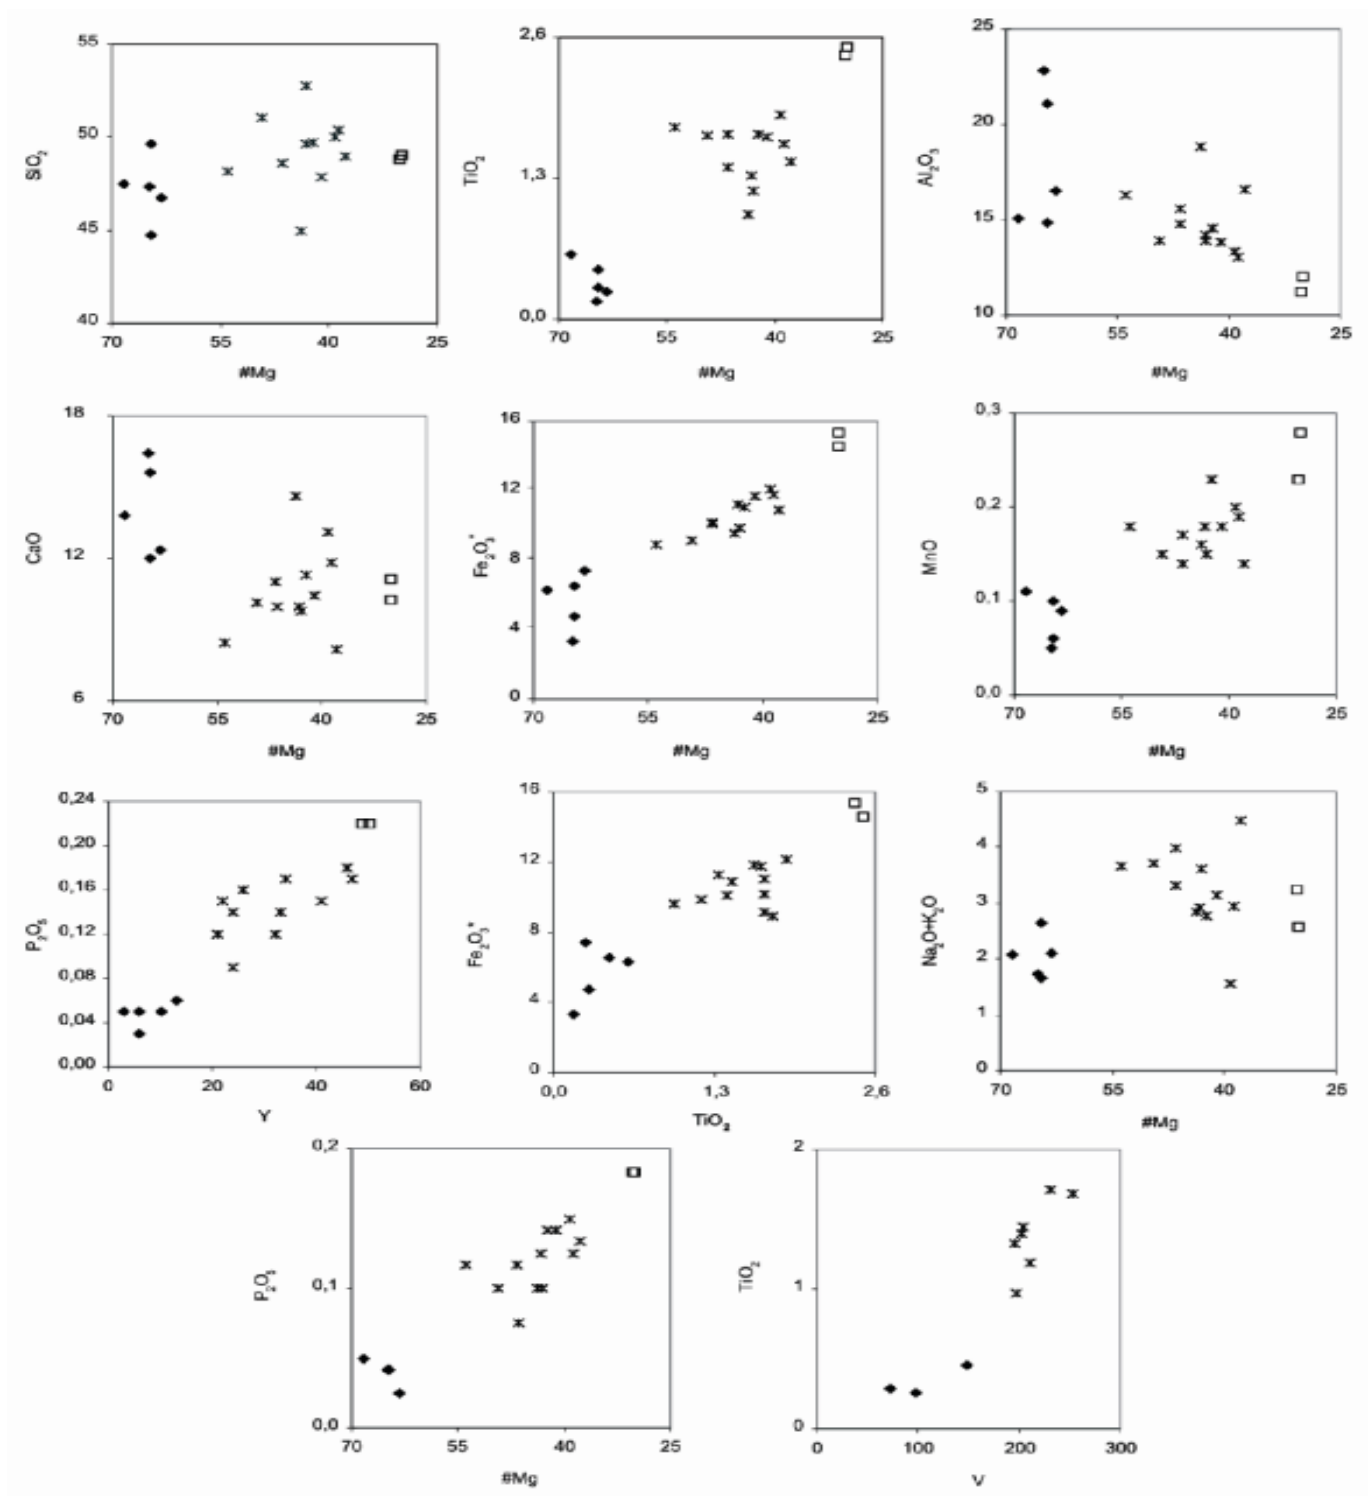 55
50
45
40
SiO₂
70 55 40 25
#Mg
2,6
1,3
0,0
TiO₂
70 55 40 25
#Mg
25
20
15
10
Al₂O₃
70 55 40 25
#Mg
18
12
6
CaO
70 55 40 25
#Mg
16
12
8
4
0
Fe₂O₃*
70 55 40 25
#Mg
0,3
0,2
0,1
0,0
MnO
70 55 40 25
#Mg
0,24
0,20
0,16
0,12
0,08
0,04
0,00
P₂O₅
0 20 40 60
Y
16
12
8
4
0
Fe₂O₃*
0,0 1,3 2,6
TiO₂
5
4
3
2
1
0
Na₂O+K₂O
70 55 40 25
#Mg
0,2
0,1
0,0
P₂O₅
70 55 40 25
#Mg
2
1
0
TiO₂
0 100 200 300
V